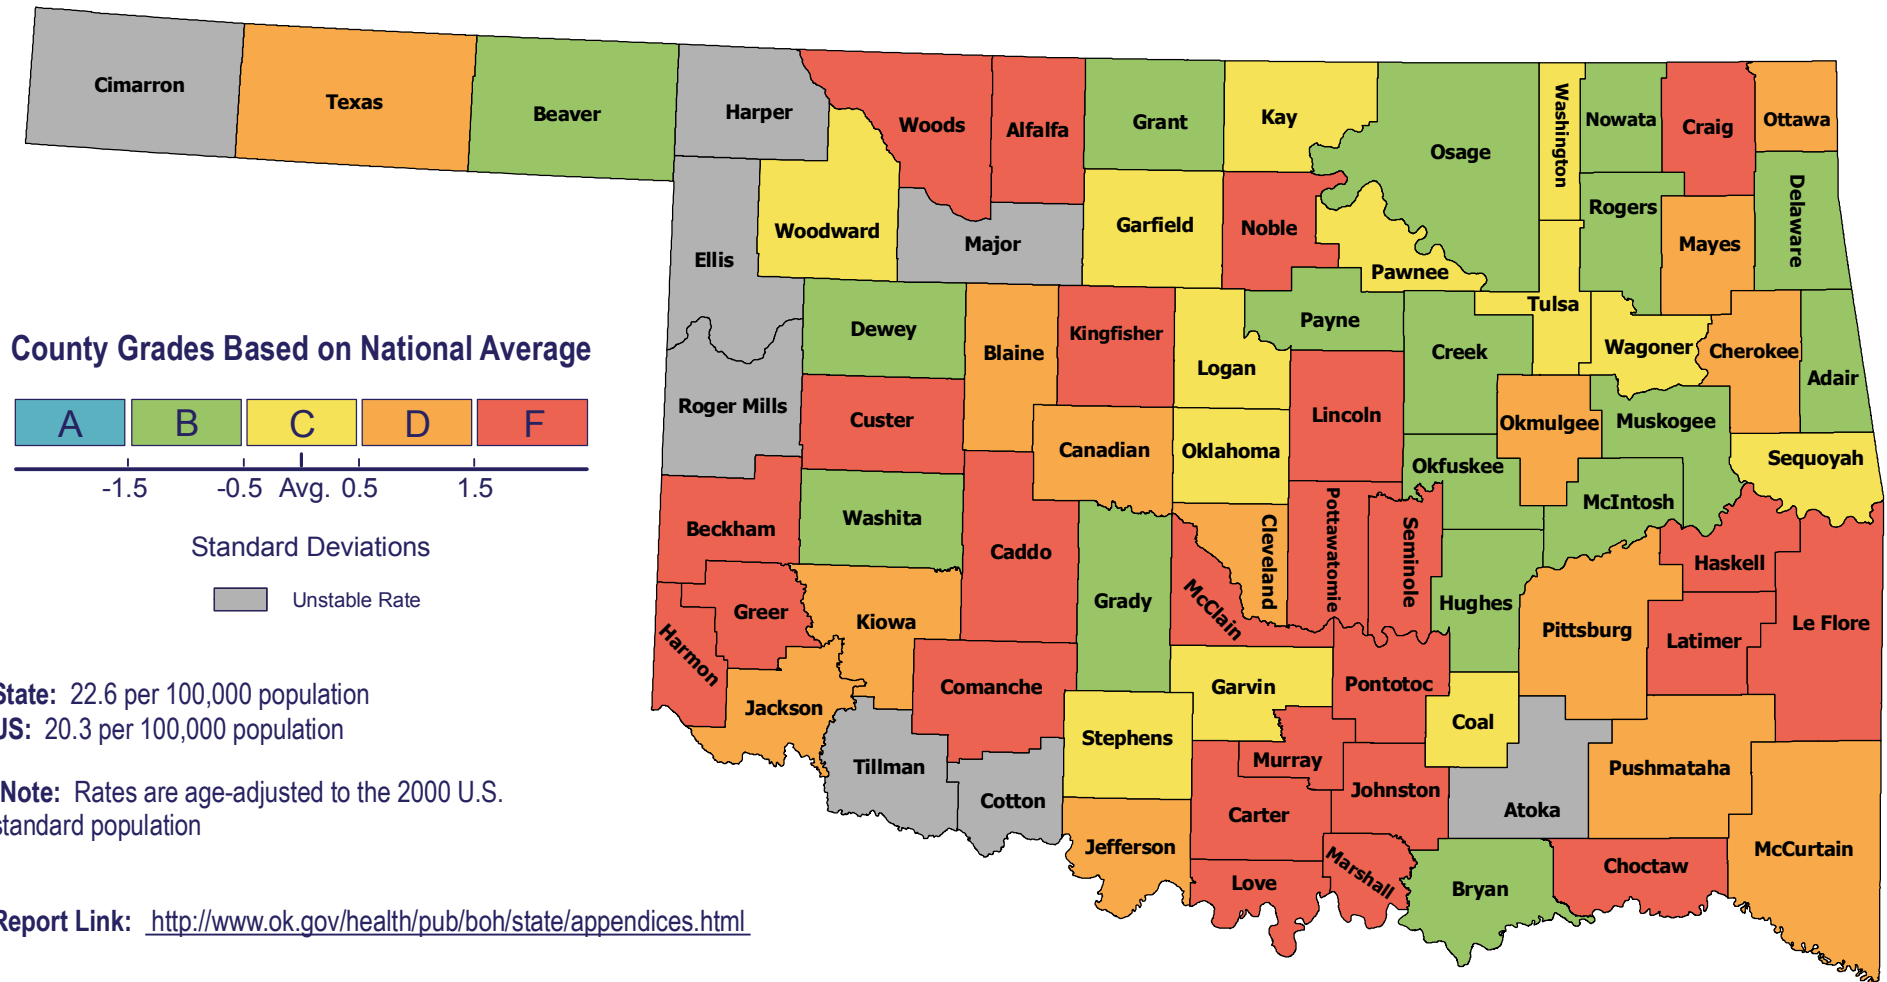 Cimarron
Texas
Beaver
Harper
Woods
Alfalfa
Grant
Kay
Osage
Washington
Nowata
Craig
Ottawa
Ellis
Woodward
Major
Garfield
Noble
Pawnee
Rogers
Mayes
Delaware
Tulsa
Dewey
Blaine
Kingfisher
Logan
Payne
Creek
Wagoner
Cherokee
Adair
County Grades Based on National Average
A B C D F
-1.5 -0.5 Avg. 0.5 1.5
Standard Deviations
Unstable Rate
Roger Mills
Custer
Canadian
Oklahoma
Lincoln
Okmulgee
Muskogee
Okfuskee
Sequoyah
Beckham
Washita
Caddo
Cleveland
Pottawatomie
Seminole
McIntosh
Haskell
Harmon
Greer
Kiowa
Grady
McClain
Hughes
Pittsburg
Latimer
Le Flore
State: 22.6 per 100,000 population
US: 20.3 per 100,000 population
Jackson
Comanche
Garvin
Pontotoc
Coal
Stephens
Tillman
Cotton
Murray
Johnston
Atoka
Pushmataha
Note: Rates are age-adjusted to the 2000 U.S.
standard population
Carter
Jefferson
Love
Marshall
Bryan
Choctaw
McCurtain
Report Link: http://www.ok.gov/health/pub/boh/state/appendices.html